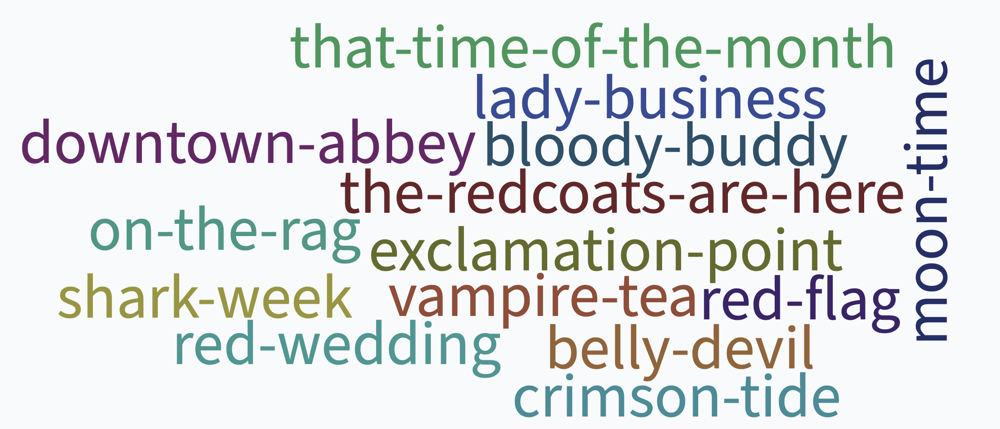 that-time-of-the-month
lady-business
downtown-abbey
bloody-buddy
the-redcoats-are-here
moon-time
on-the-rag
exclamation-point
shark-week
vampire-tea
red-flag
red-wedding
belly-devil
crimson-tide